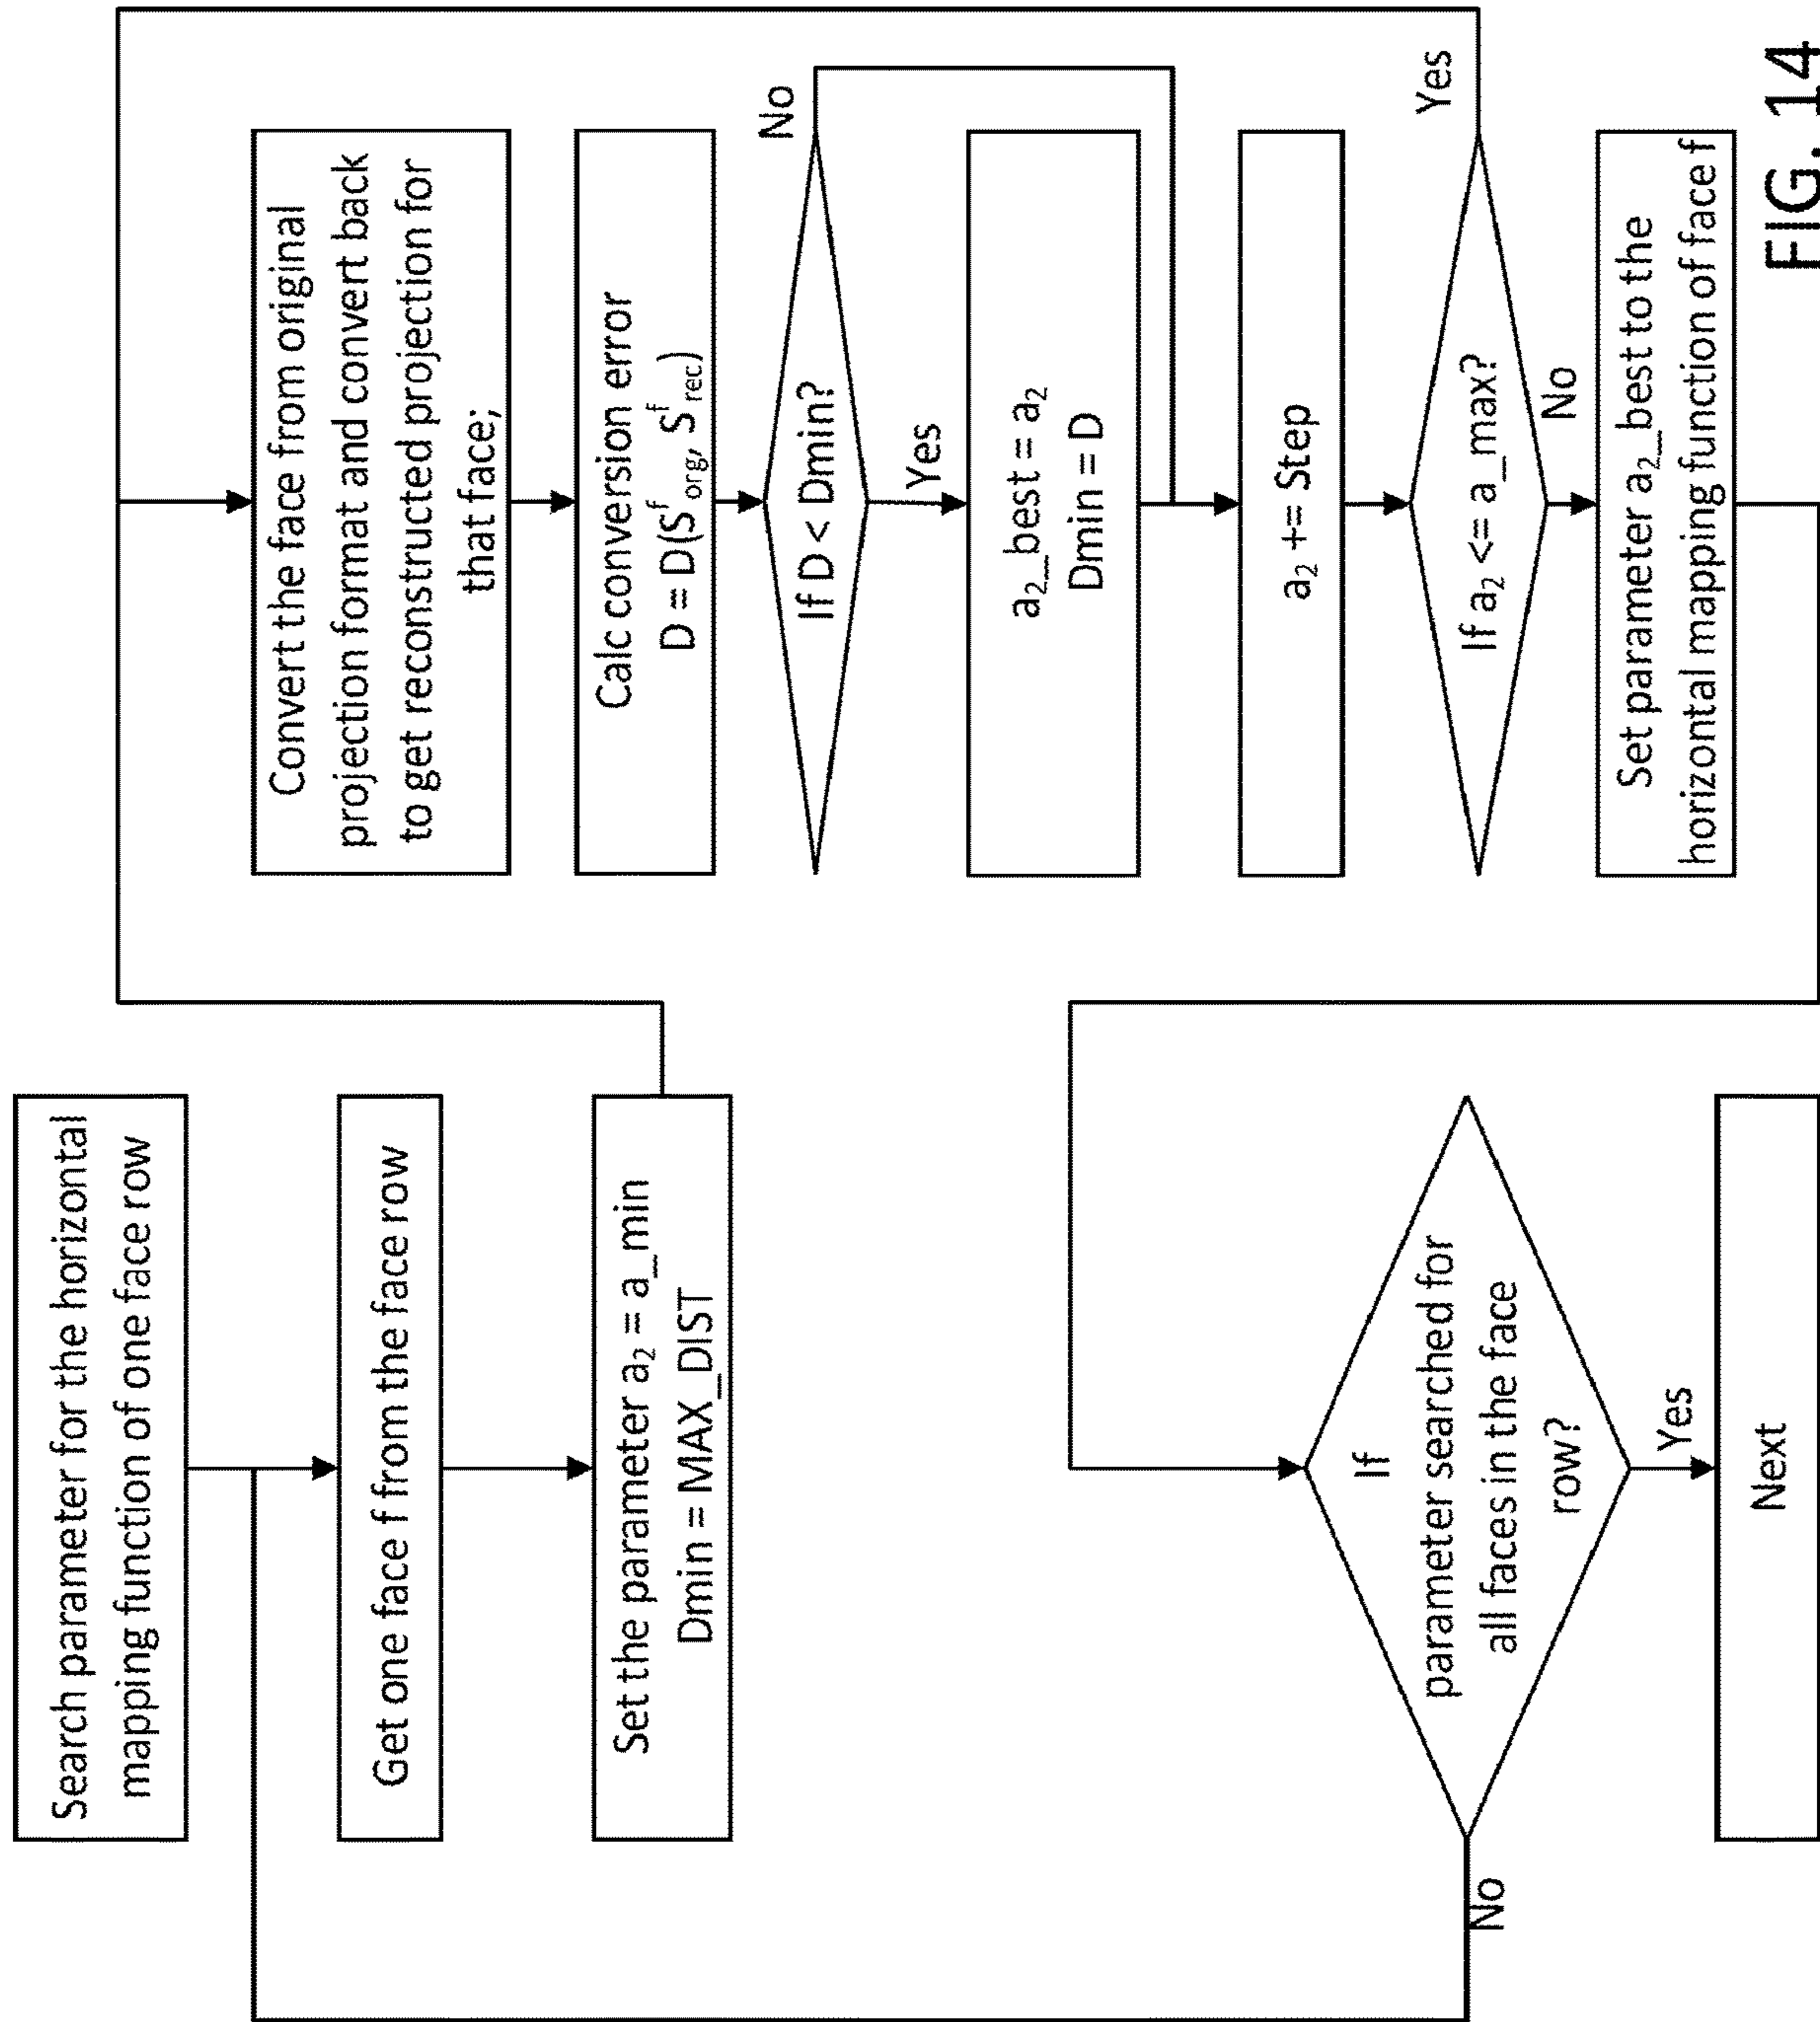 Search parameter for the horizontal
mapping function of one face row
Get one face f from the face row
Set the parameter a₂ = a_min
Dmin = MAX_DIST
Convert the face from original
projection format and convert back
to get reconstructed projection for
that face;
Calc conversion error
D = D(S^f_org, S^f_rec)
If D < Dmin?
No
Yes
a₂_best = a₂
Dmin = D
a₂ += Step
If a₂ <= a_max?
Yes
No
Set parameter a₂_best to the
horizontal mapping function of face f
If
parameter searched for
all faces in the face
row?
No
Yes
Next
FIG. 14